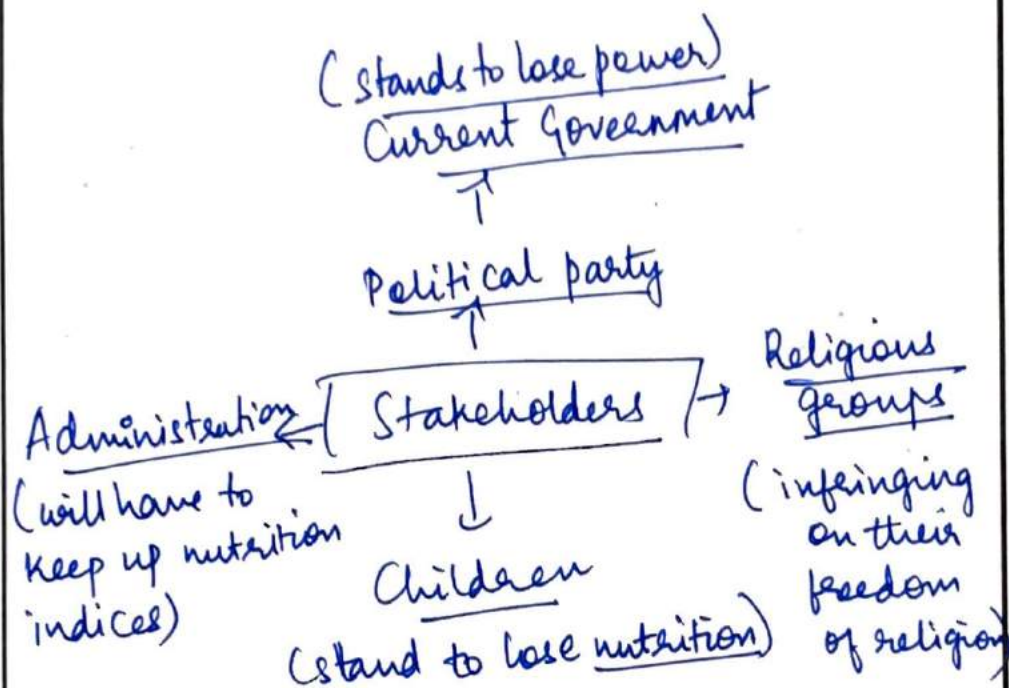 (stands to lose power)
Current Government
Political party
Stakeholders
Religious
groups
(infringing
on their
freedom
of religion)
Administration
(will have to
keep up nutrition
indices)
Children
(stand to lose nutrition)